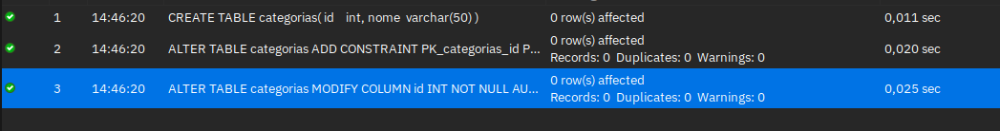 1 14:46:20 CREATE TABLE categorias( id int, nome varchar(50) ) 0 row(s) affected 0,011 sec
2 14:46:20 ALTER TABLE categorias ADD CONSTRAINT PK_categorias_id P... 0 row(s) affected
Records: 0 Duplicates: 0 Warnings: 0 0,020 sec
3 14:46:20 ALTER TABLE categorias MODIFY COLUMN id INT NOT NULL AU... 0 row(s) affected
Records: 0 Duplicates: 0 Warnings: 0 0,025 sec